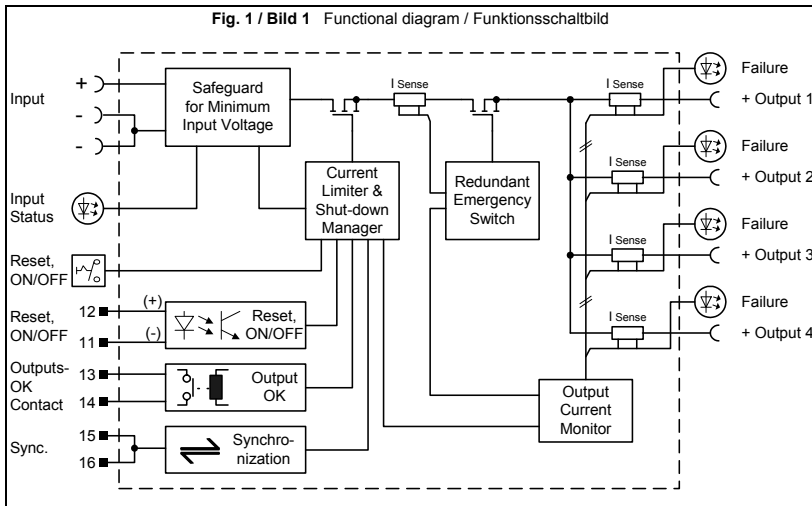 Fig. 1 / Bild 1 Functional diagram / Funktionsschaltbild
Input
+
-
-
Safeguard
for Minimum
Input Voltage
I Sense
I Sense
Failure
+ Output 1
Input
Status
Current
Limiter &
Shut-down
Manager
Redundant
Emergency
Switch
I Sense
Failure
+ Output 2
Reset,
ON/OFF
I Sense
Failure
+ Output 3
Reset,
ON/OFF
12
(+)
11
(-)
Reset,
ON/OFF
I Sense
Failure
+ Output 4
Outputs-
OK
Contact
13
14
Output
OK
Output
Current
Monitor
Sync.
15
16
Synchro-
nization